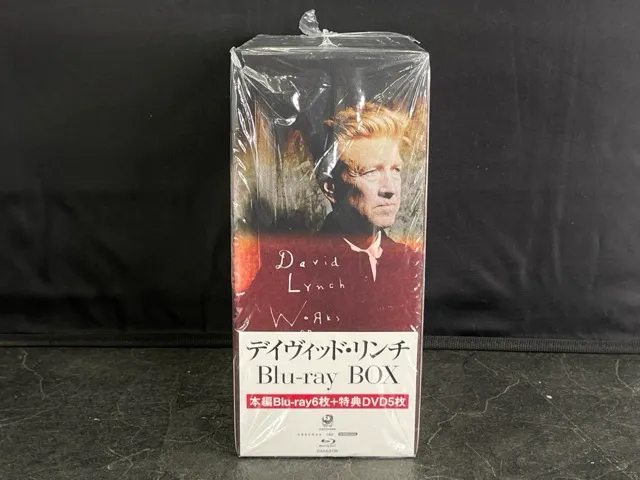 David
Lynch
WoЯks
デイヴィッド・リンチ
Blu-ray BOX
本編Blu-ray6枚+特典DVD5枚